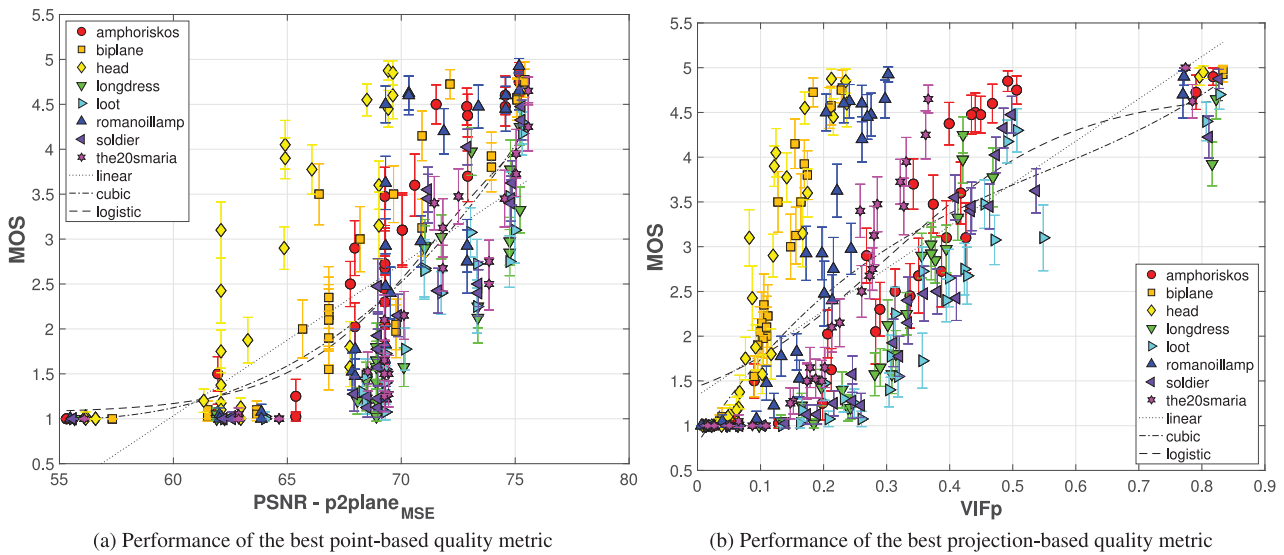 5.5
5
4.5
4
3.5
3
2.5
2
1.5
1
0.5
MOS
amphoriskos
biplane
head
longdress
loot
romanoillamp
soldier
the20smaria
linear
cubic
logistic
55
60
65
70
75
80
PSNR - p2plane_MSE
(a) Performance of the best point-based quality metric
5.5
5
4.5
4
3.5
3
2.5
2
1.5
1
0.5
MOS
amphoriskos
biplane
head
longdress
loot
romanoillamp
soldier
the20smaria
linear
cubic
logistic
0
0.1
0.2
0.3
0.4
0.5
0.6
0.7
0.8
0.9
VIFp
(b) Performance of the best projection-based quality metric